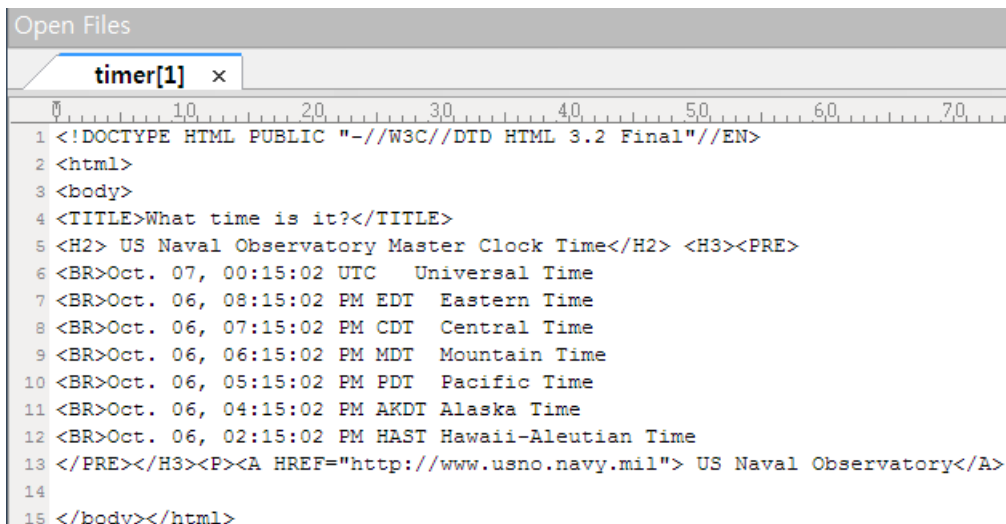 Open Files
timer[1] ×
0 10 20 30 40 50 60 70
1 <!DOCTYPE HTML PUBLIC "-//W3C//DTD HTML 3.2 Final"//EN>
2 <html>
3 <body>
4 <TITLE>What time is it?</TITLE>
5 <H2> US Naval Observatory Master Clock Time</H2> <H3><PRE>
6 <BR>Oct. 07, 00:15:02 UTC   Universal Time
7 <BR>Oct. 06, 08:15:02 PM EDT  Eastern Time
8 <BR>Oct. 06, 07:15:02 PM CDT  Central Time
9 <BR>Oct. 06, 06:15:02 PM MDT  Mountain Time
10 <BR>Oct. 06, 05:15:02 PM PDT  Pacific Time
11 <BR>Oct. 06, 04:15:02 PM AKDT Alaska Time
12 <BR>Oct. 06, 02:15:02 PM HAST Hawaii-Aleutian Time
13 </PRE></H3><P><A HREF="http://www.usno.navy.mil"> US Naval Observatory</A>
14
15 </body></html>